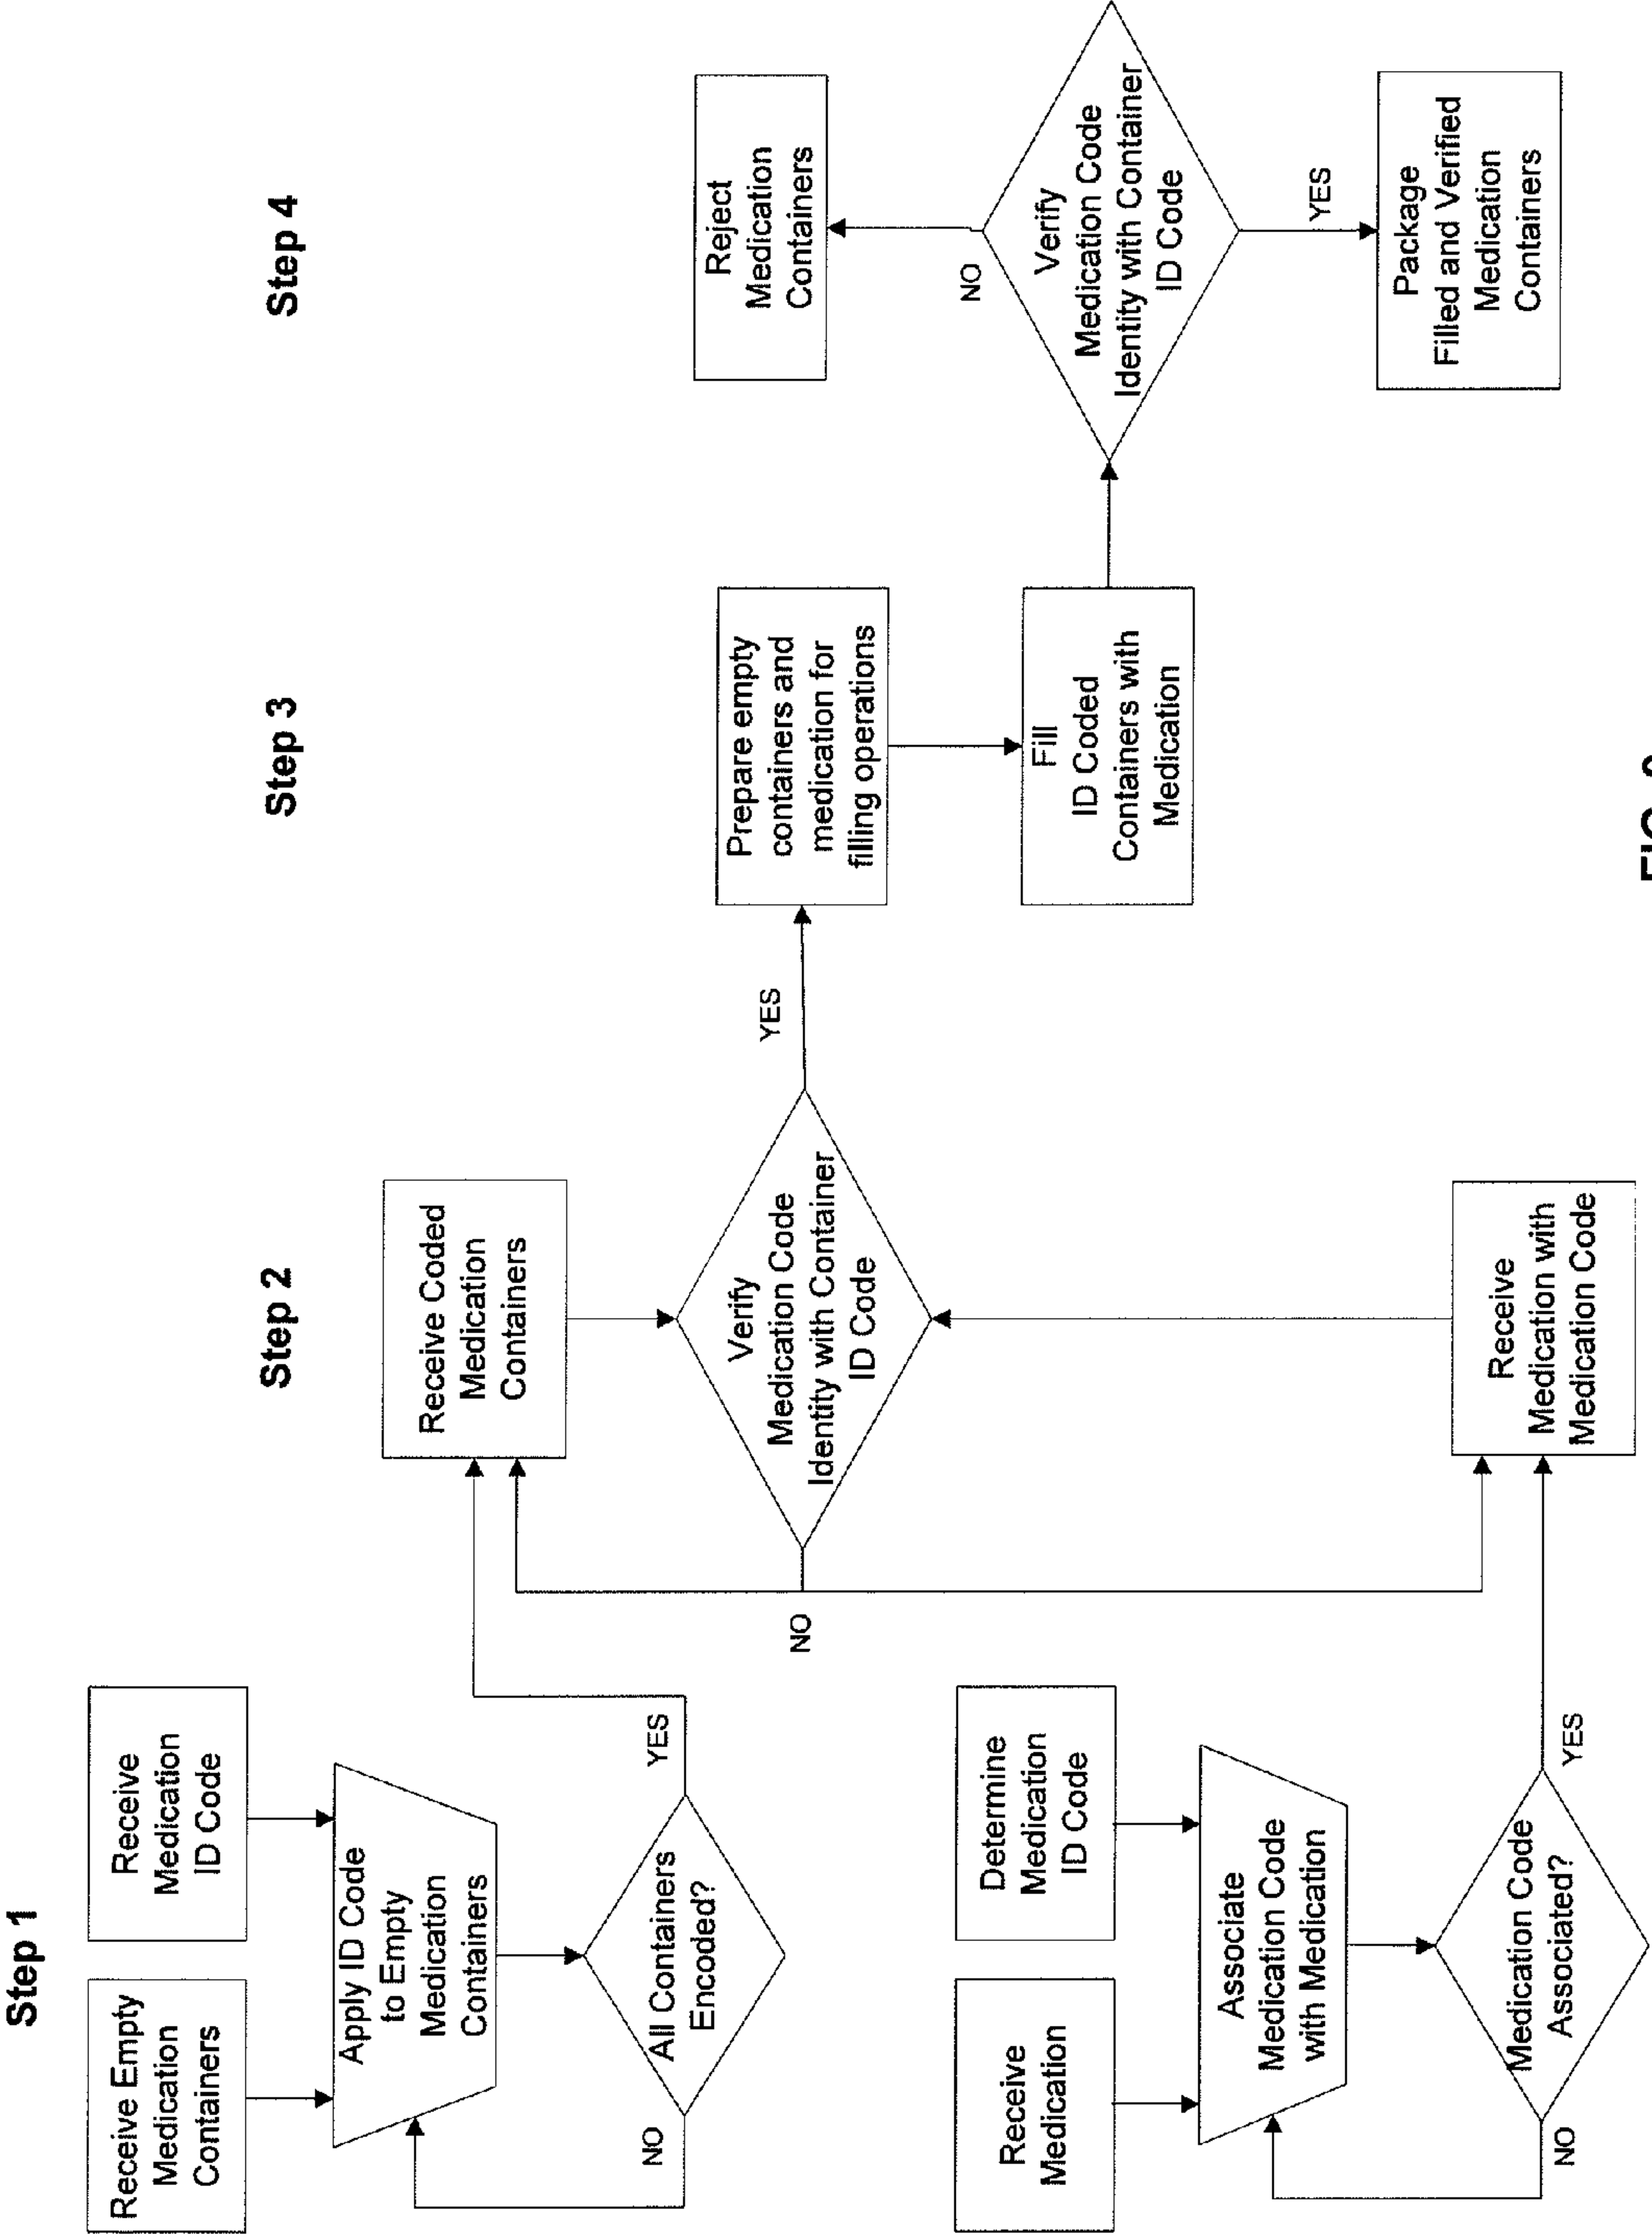 Step 1
Receive Empty
Medication
Containers
Receive
Medication
ID Code
Apply ID Code
to Empty
Medication
Containers
All Containers
Encoded?
NO
YES
Receive
Medication
Determine
Medication
ID Code
Associate
Medication Code
with Medication
Medication Code
Associated?
NO
YES
Step 2
Receive Coded
Medication
Containers
Verify
Medication Code
Identity with Container
ID Code
NO
YES
Receive
Medication with
Medication Code
Step 3
Prepare empty
containers and
medication for
filling operations
Fill
ID Coded
Containers with
Medication
Step 4
Reject
Medication
Containers
NO
Verify
Medication Code
Identity with Container
ID Code
YES
Package
Filled and Verified
Medication
Containers
FIG.